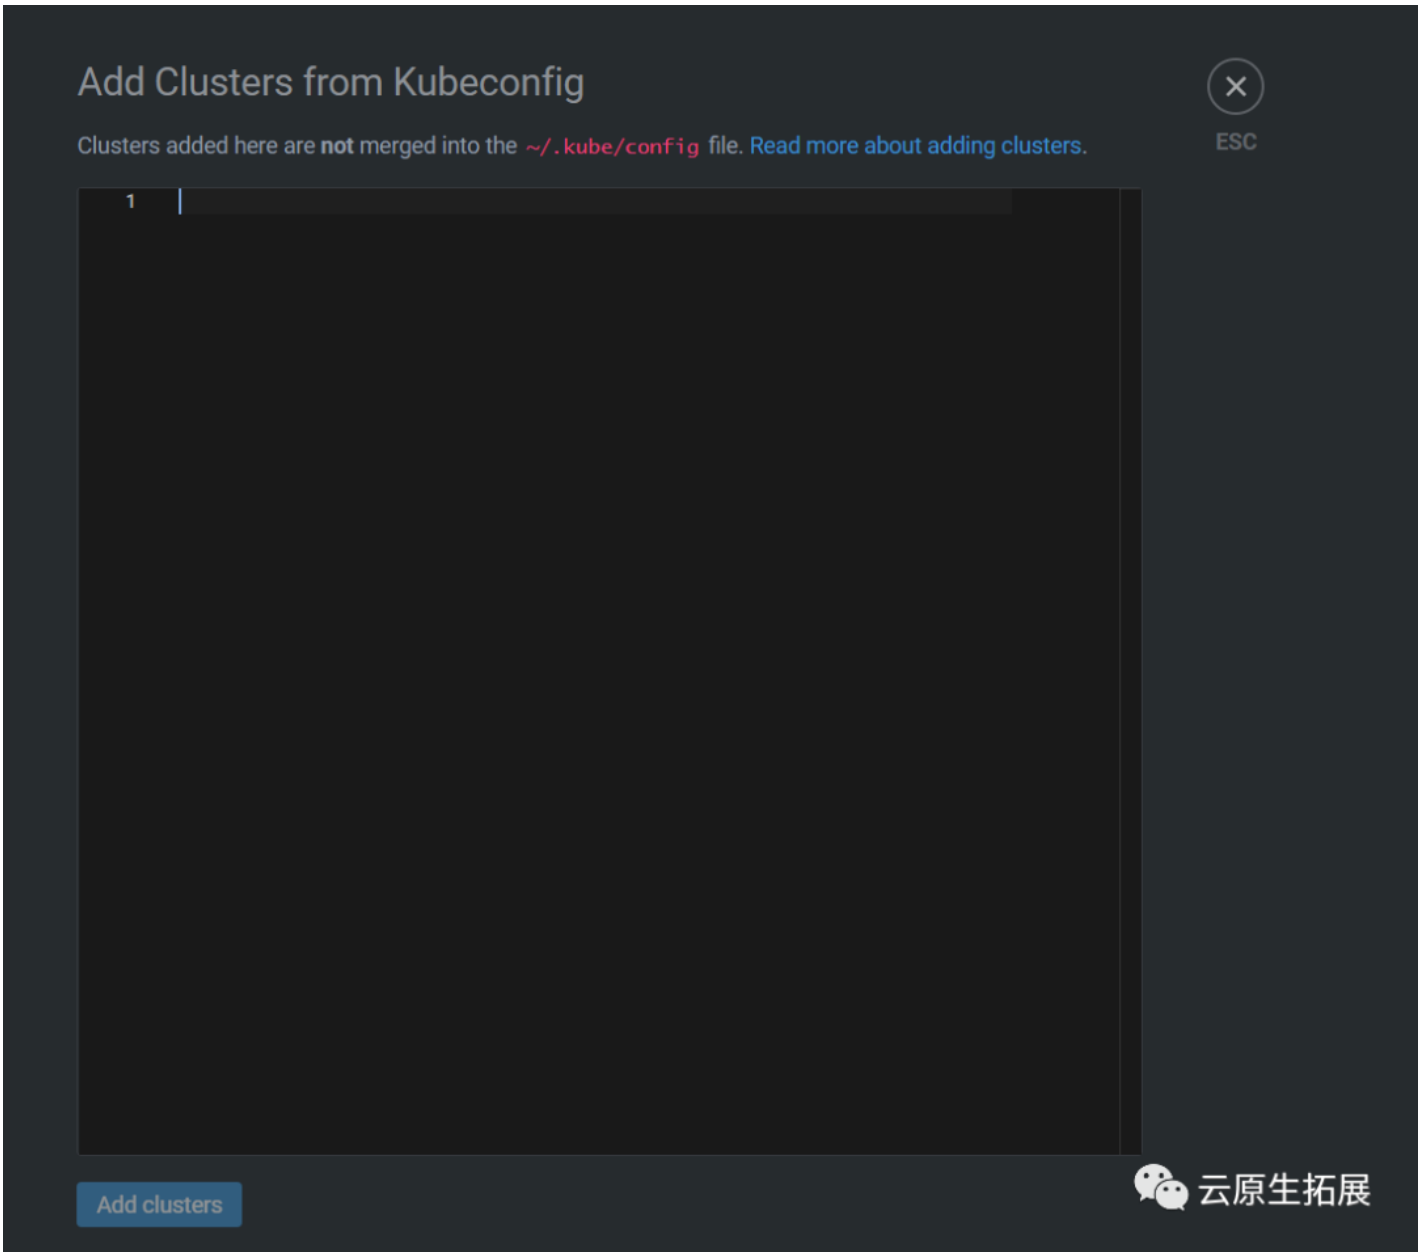 Add Clusters from Kubeconfig
ESC
Clusters added here are not merged into the ~/.kube/config file. Read more about adding clusters.
1
Add clusters
云原生拓展